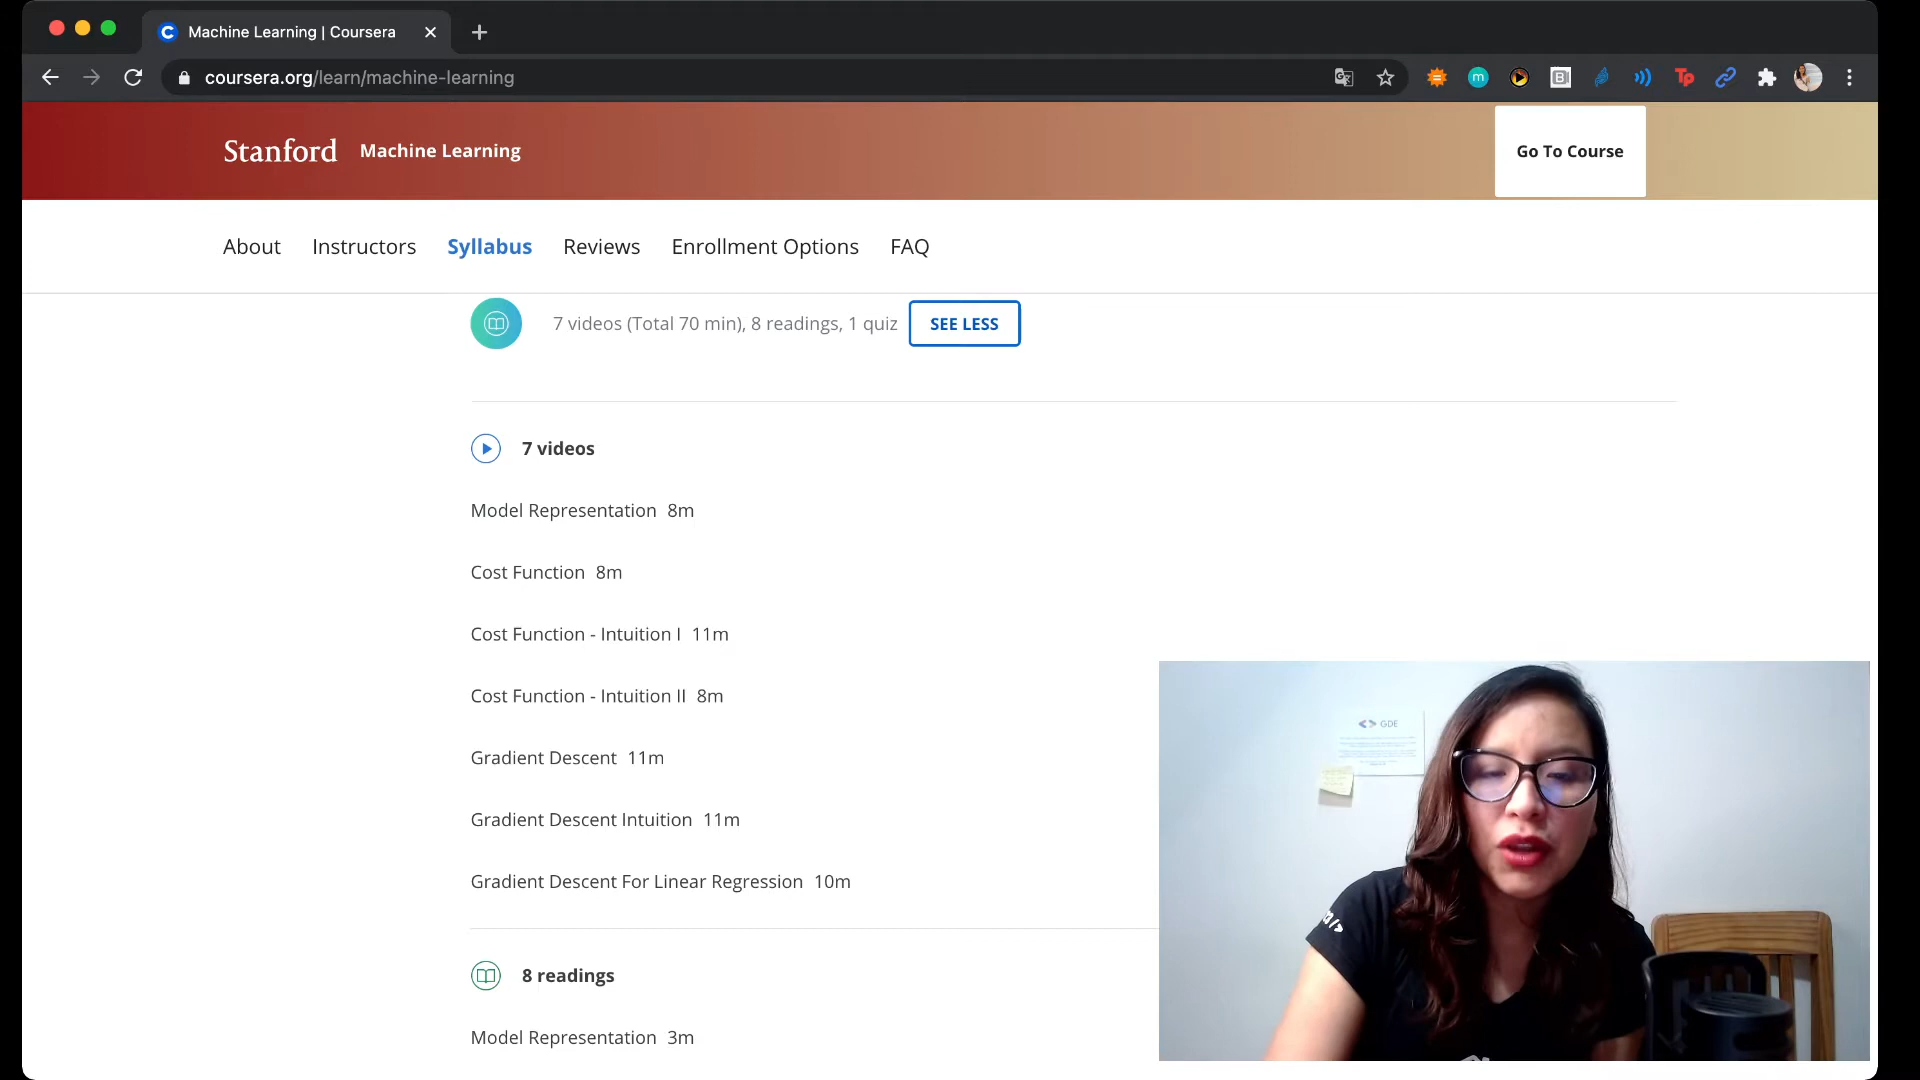 Machine Learning | Coursera
coursera.org/learn/machine-learning
Stanford
Machine Learning
Go To Course
About
Instructors
Syllabus
Reviews
Enrollment Options
FAQ
7 videos (Total 70 min), 8 readings, 1 quiz
SEE LESS
7 videos
Model Representation 8m
Cost Function 8m
Cost Function - Intuition I 11m
Cost Function - Intuition II 8m
Gradient Descent 11m
Gradient Descent Intuition 11m
Gradient Descent For Linear Regression 10m
8 readings
Model Representation 3m
<> GDE